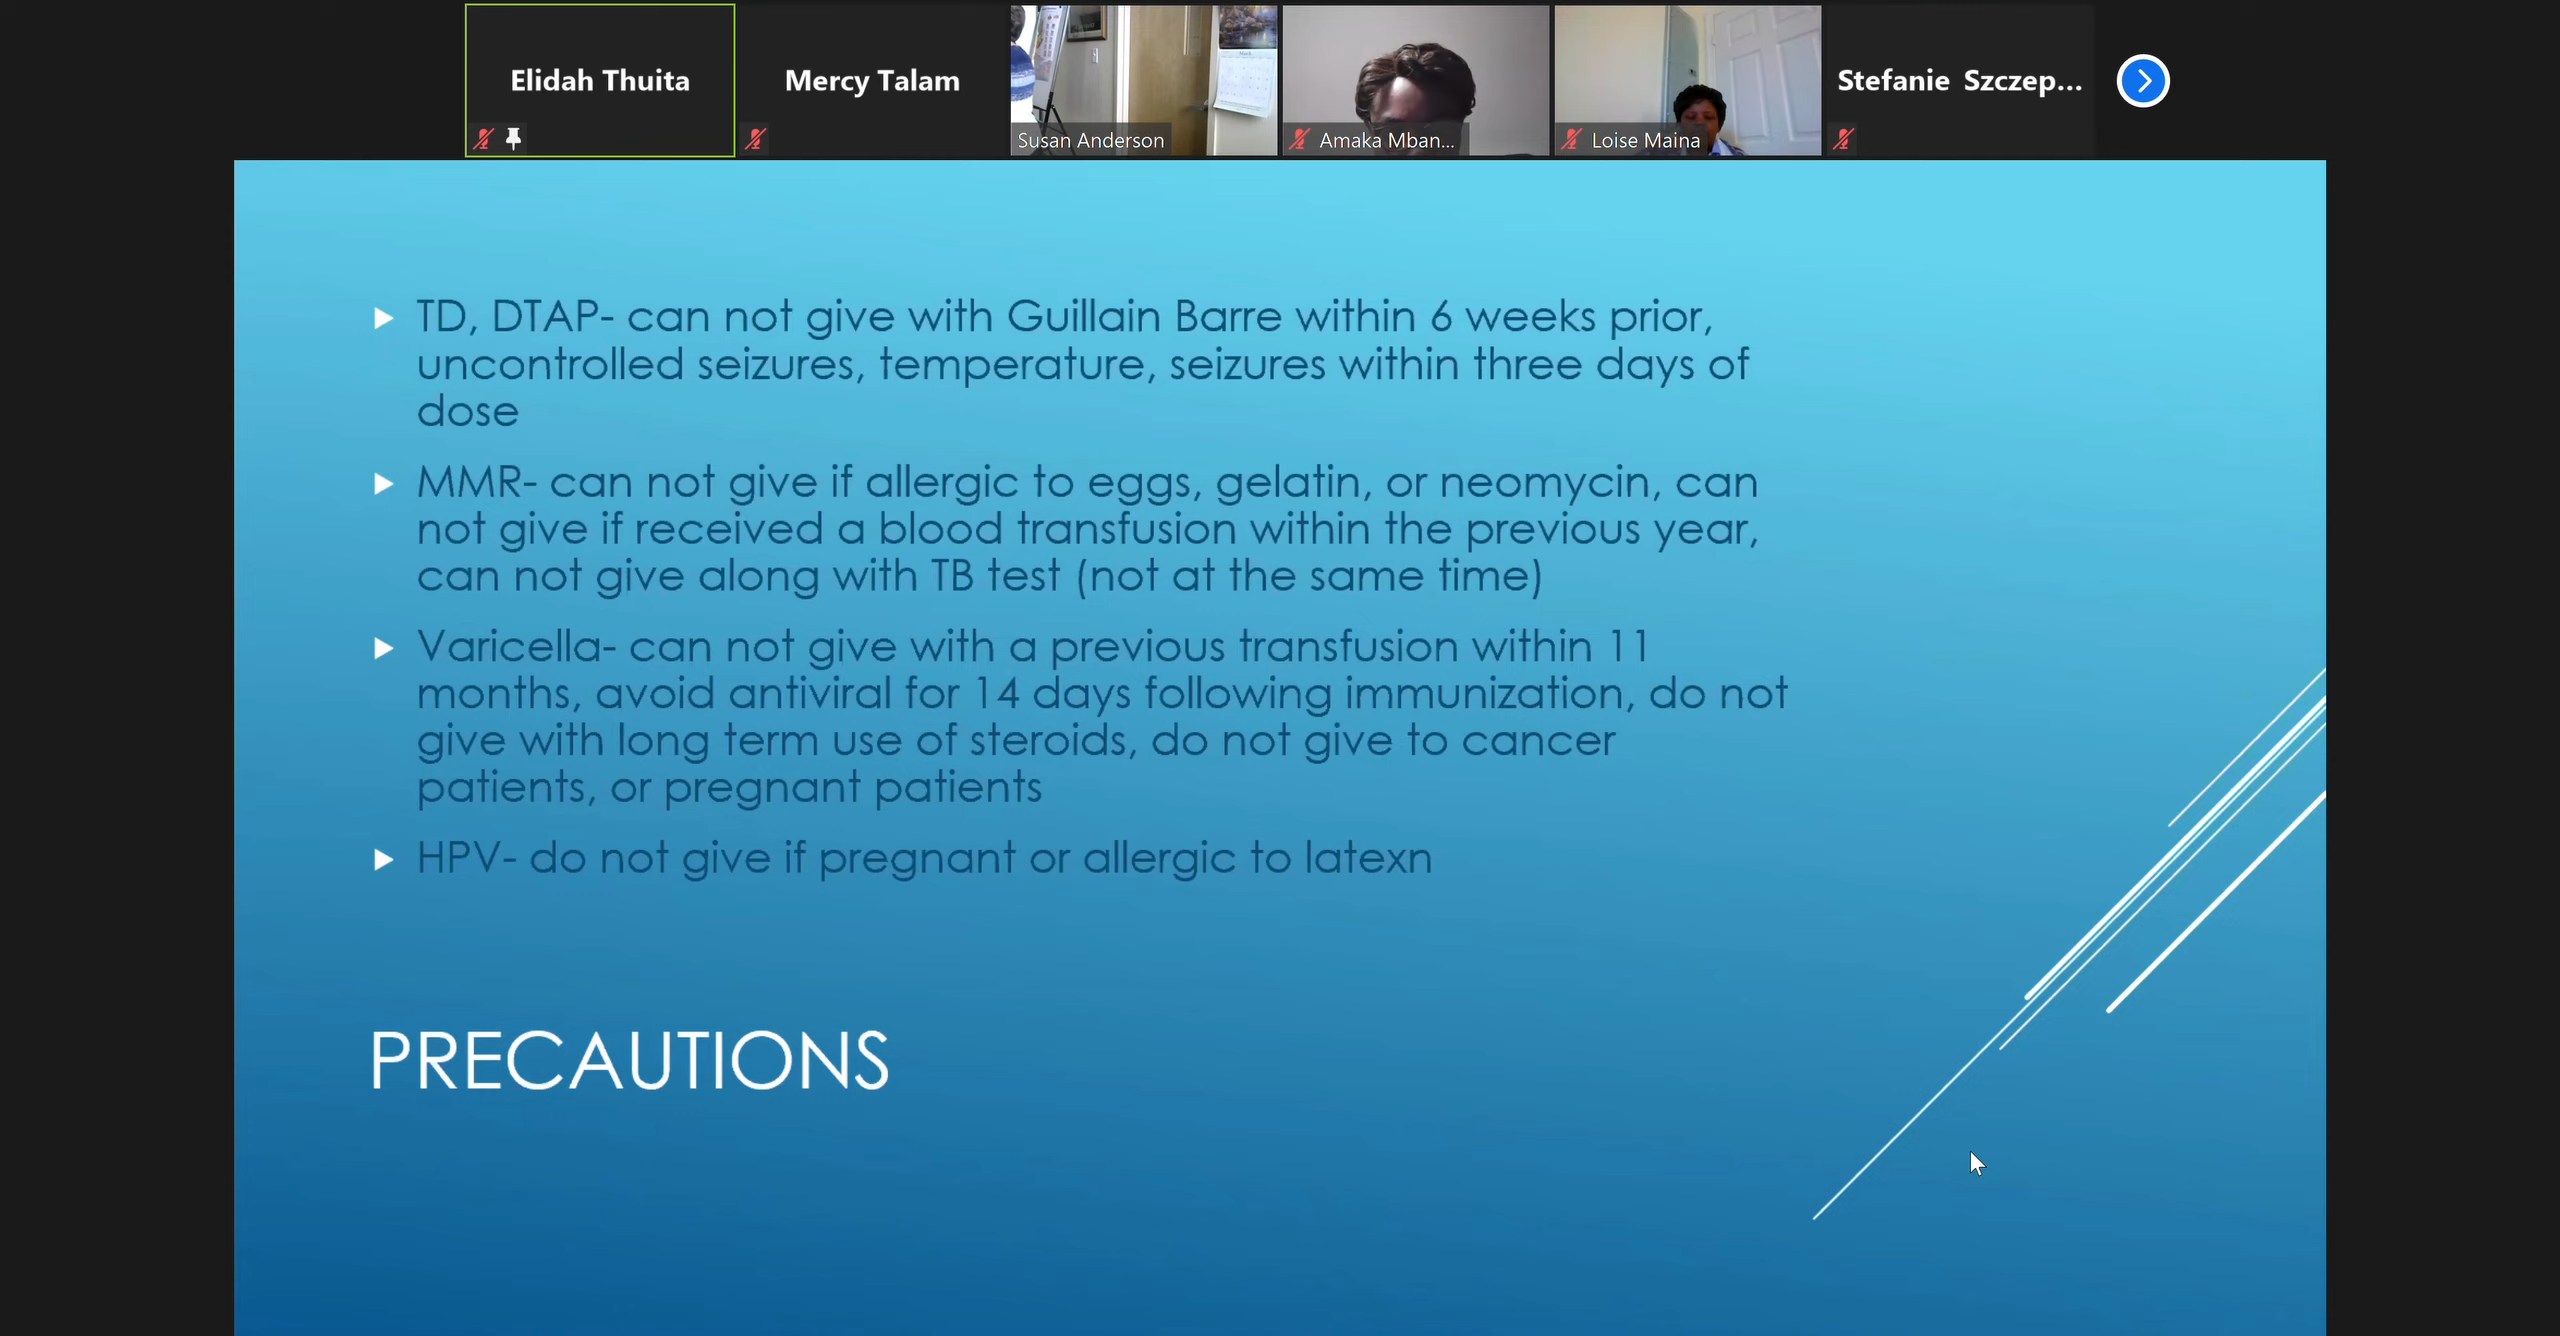 Elidah Thuita
Mercy Talam
Susan Anderson
Amaka Mban...
Loise Maina
Stefanie Szczep...
TD, DTAP- can not give with Guillain Barre within 6 weeks prior,
uncontrolled seizures, temperature, seizures within three days of
dose
MMR- can not give if allergic to eggs, gelatin, or neomycin, can
not give if received a blood transfusion within the previous year,
can not give along with TB test (not at the same time)
Varicella- can not give with a previous transfusion within 11
months, avoid antiviral for 14 days following immunization, do not
give with long term use of steroids, do not give to cancer
patients, or pregnant patients
HPV- do not give if pregnant or allergic to latexn
PRECAUTIONS